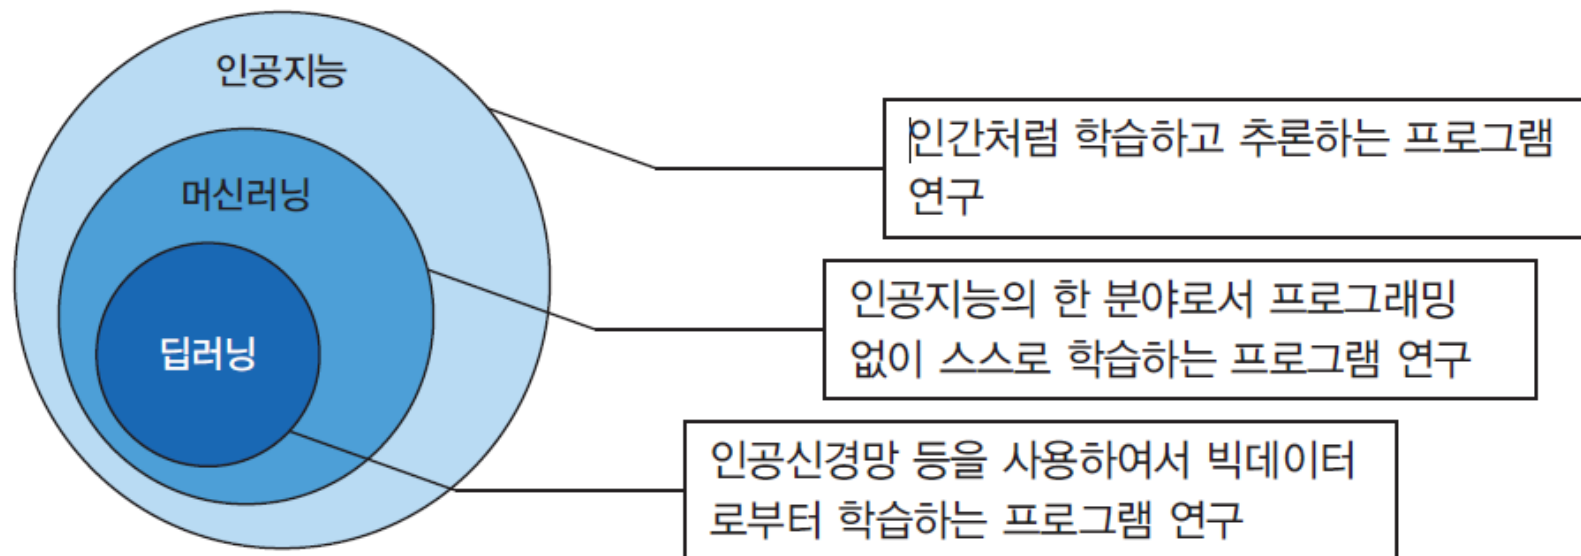 인공지능
머신러닝
딥러닝
인간처럼 학습하고 추론하는 프로그램
연구
인공지능의 한 분야로서 프로그래밍
없이 스스로 학습하는 프로그램 연구
인공신경망 등을 사용하여서 빅데이터
로부터 학습하는 프로그램 연구